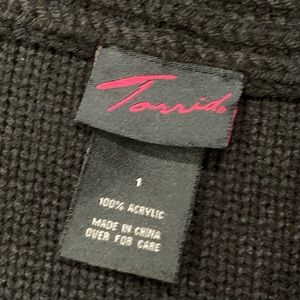 Torrid
1
100% ACRYLIC
MADE IN CHINA
OVER FOR CARE